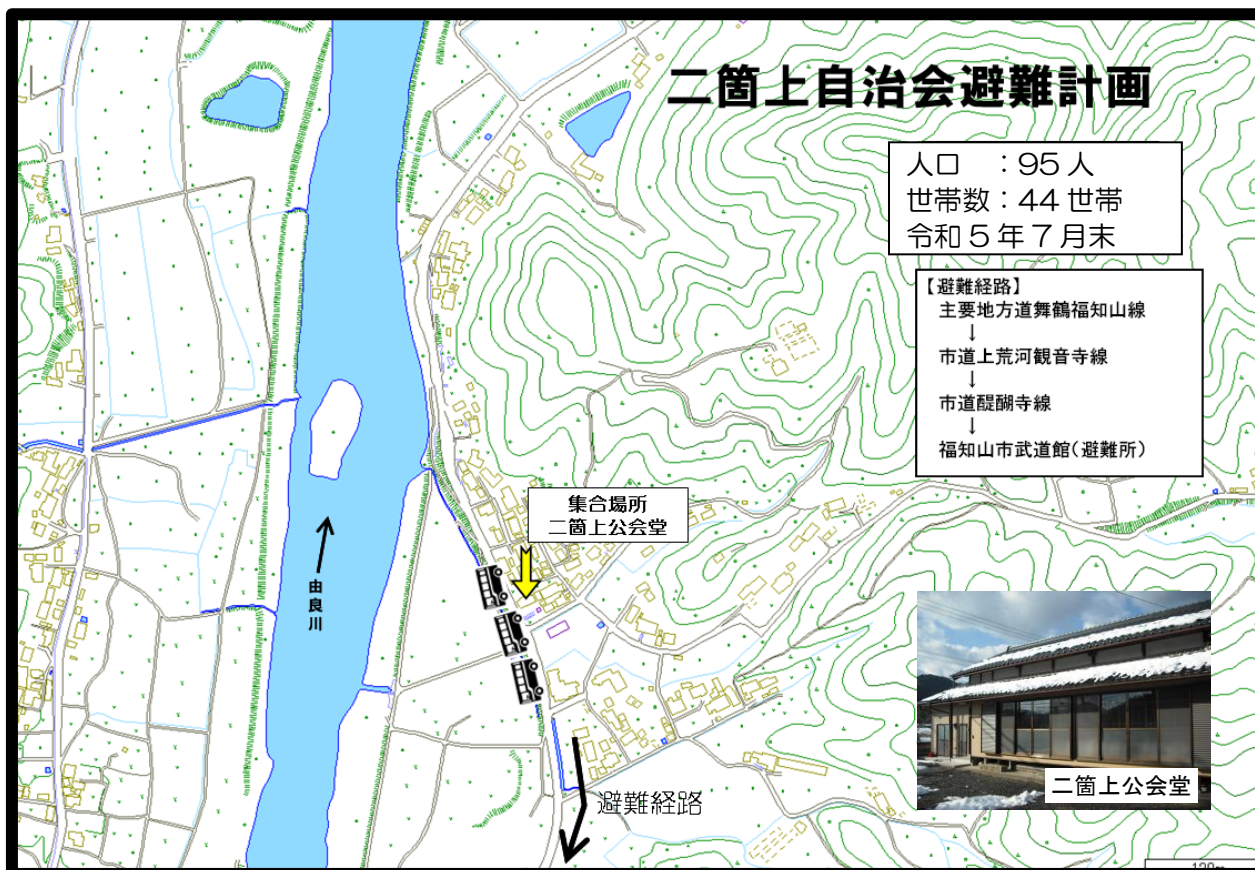 二箇上自治会避難計画
人口　：95人
世帯数：44世帯
令和5年7月末
【避難経路】
主要地方道舞鶴福知山線
↓
市道上荒河観音寺線
↓
市道醍醐寺線
↓
福知山市武道館(避難所)
集合場所
二箇上公会堂
由良川
二箇上公会堂
避難経路